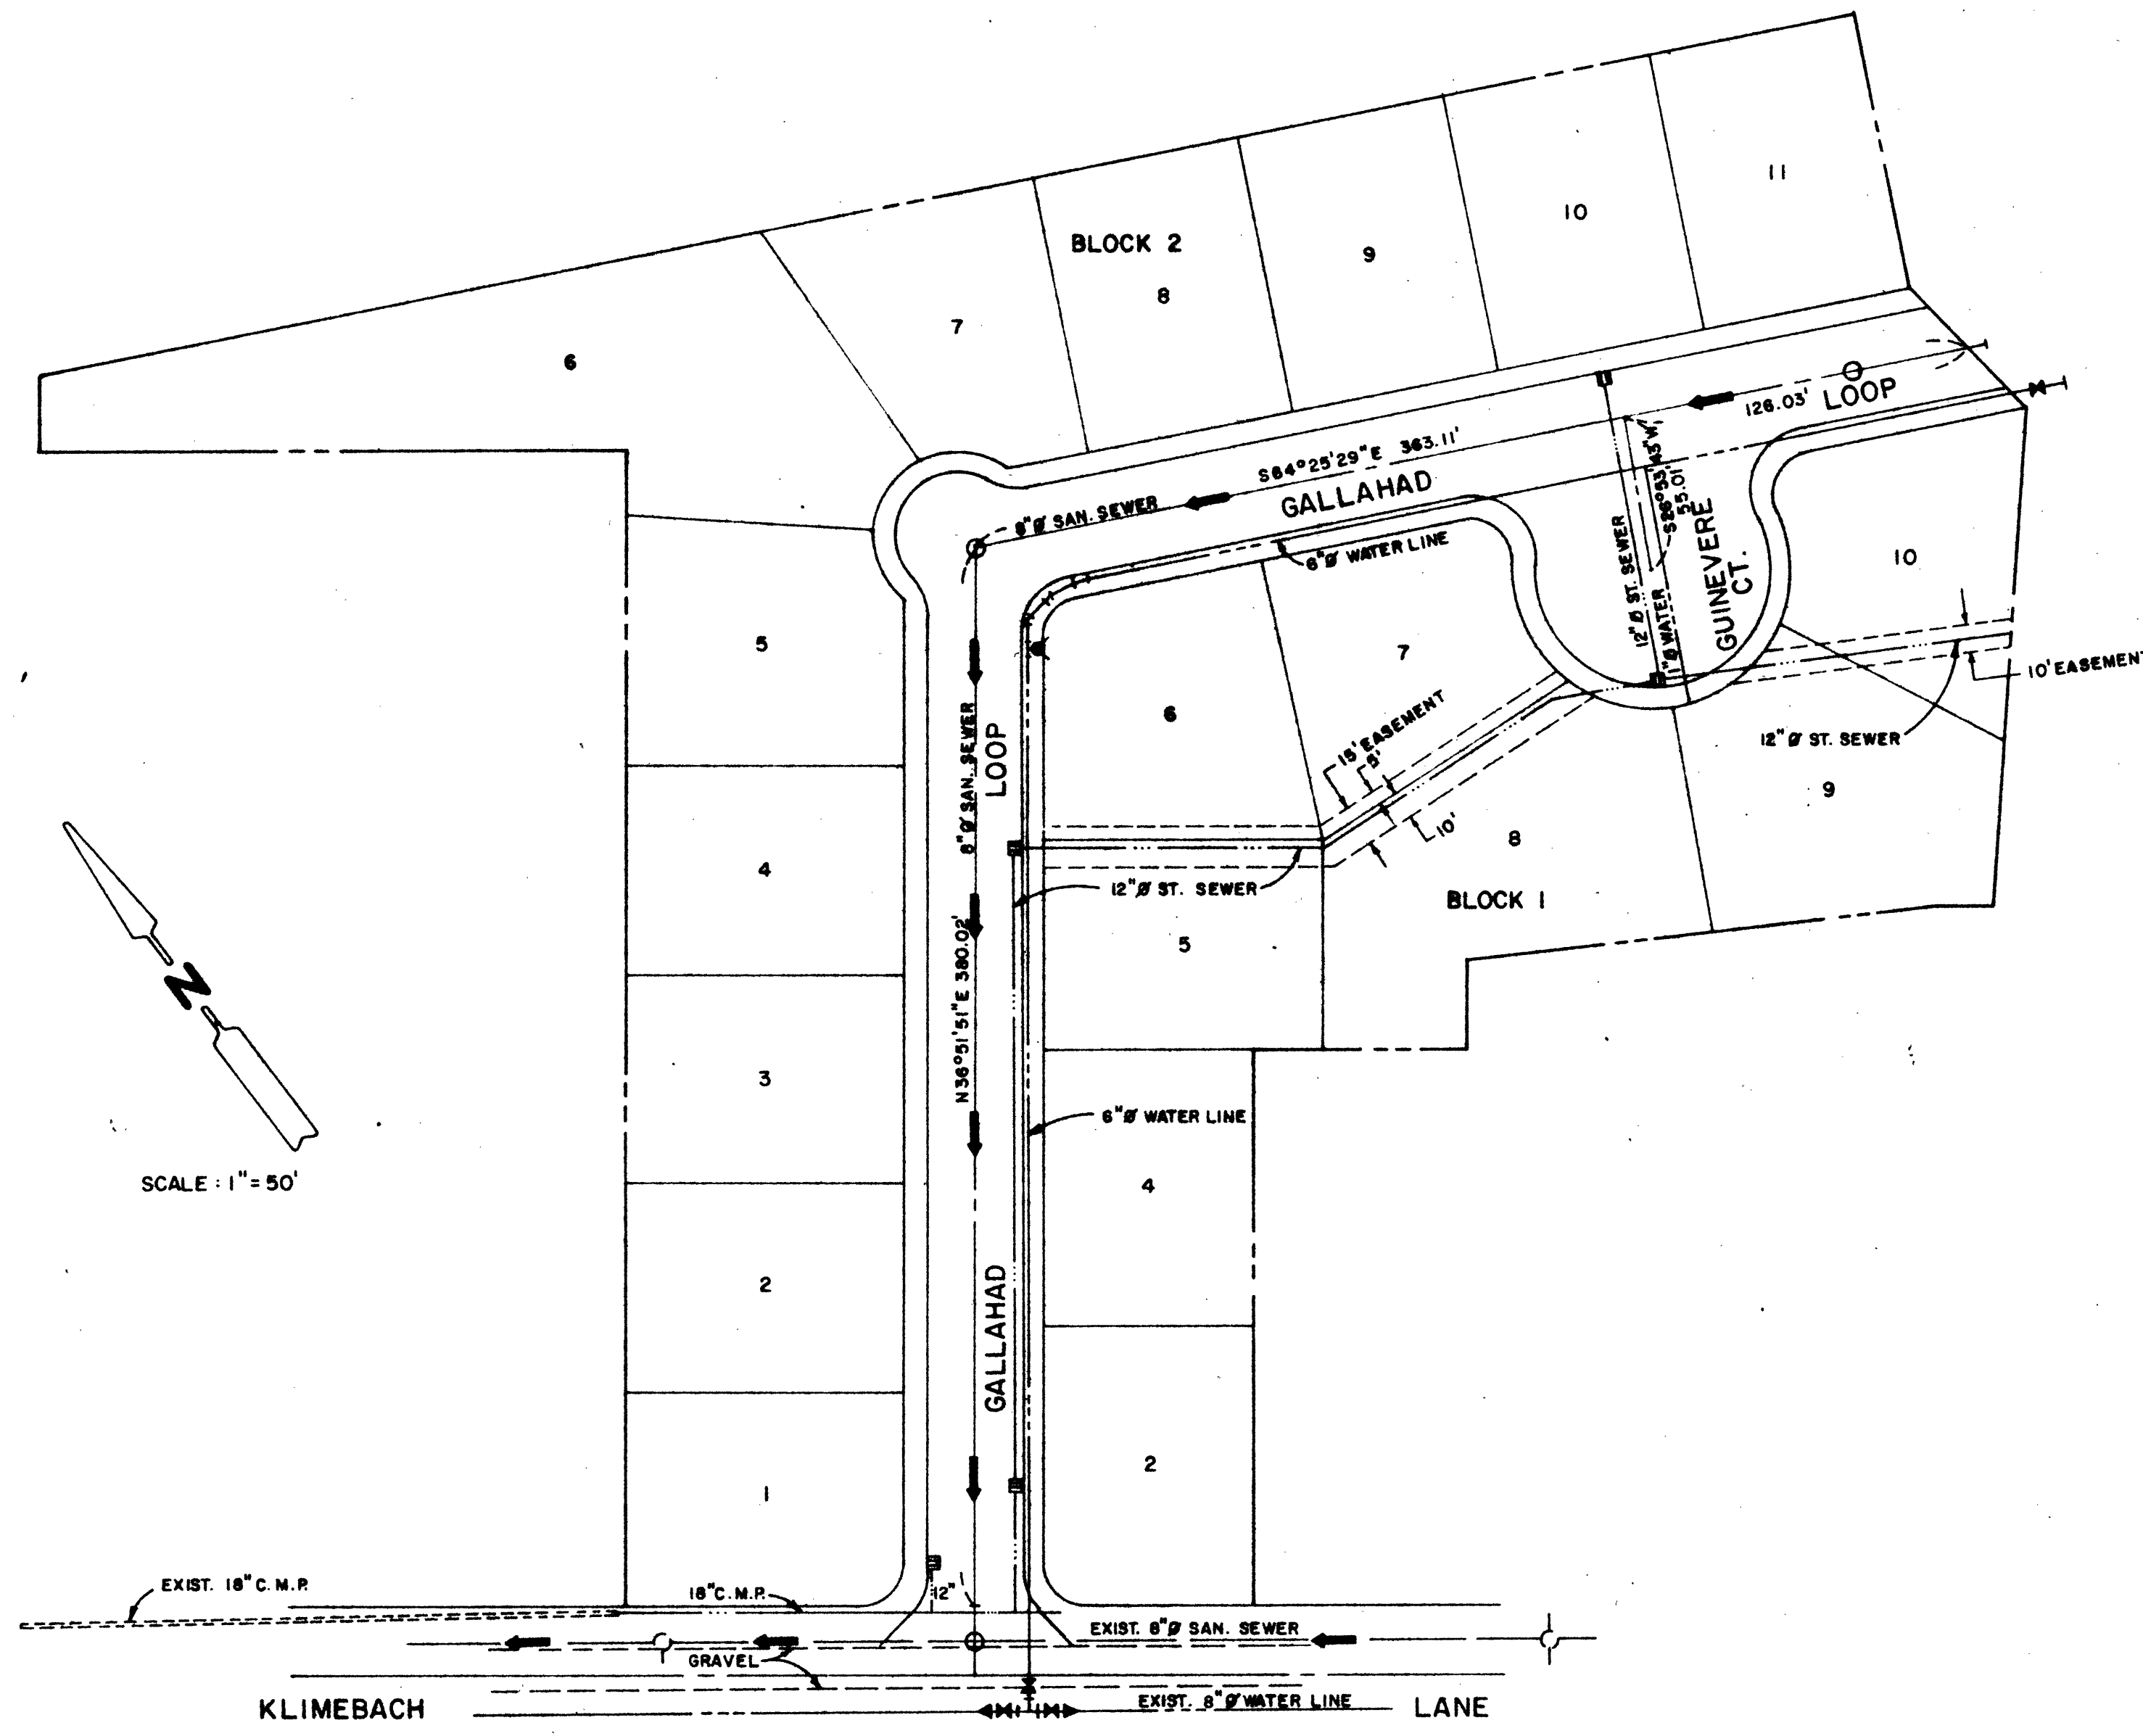 11
10
BLOCK 2
9
8
7
6
126.03' LOOP
S64°25'29"E 363.11'
GALLAHAD
8"Ø SAN. SEWER
6"Ø WATER LINE
12"Ø ST. SEWER
1"Ø WATER
S26°53'43"W
55.01'
GUINEVERE
CT.
10
10' EASEMENT
12"Ø ST. SEWER
9
5
7
6
15' EASEMENT
5'
10'
8
BLOCK 1
8"Ø SAN. SEWER
LOOP
4
12"Ø ST. SEWER
5
N36°51'51"E 380.02'
N
3
6"Ø WATER LINE
SCALE : 1"=50'
4
2
GALLAHAD
2
1
EXIST. 18" C.M.P.
18"C.M.P.
12"
EXIST. 8"Ø SAN. SEWER
GRAVEL
KLIMEBACH
EXIST. 8"Ø WATER LINE
LANE